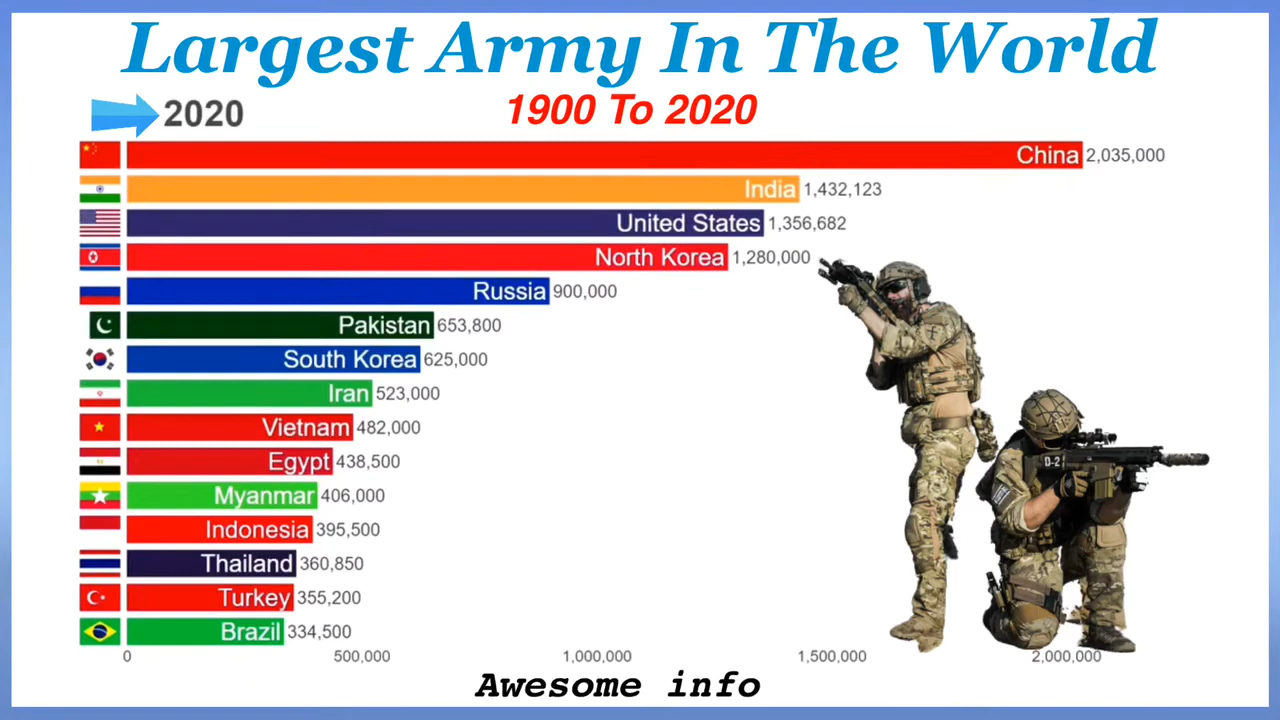 Largest Army In The World
1900 To 2020
2020
China 2,035,000
India 1,432,123
United States 1,356,682
North Korea 1,280,000
Russia 900,000
Pakistan 653,800
South Korea 625,000
Iran 523,000
Vietnam 482,000
Egypt 438,500
Myanmar 406,000
Indonesia 395,500
Thailand 360,850
Turkey 355,200
Brazil 334,500
D-2
0 500,000 1,000,000 1,500,000 2,000,000
Awesome info